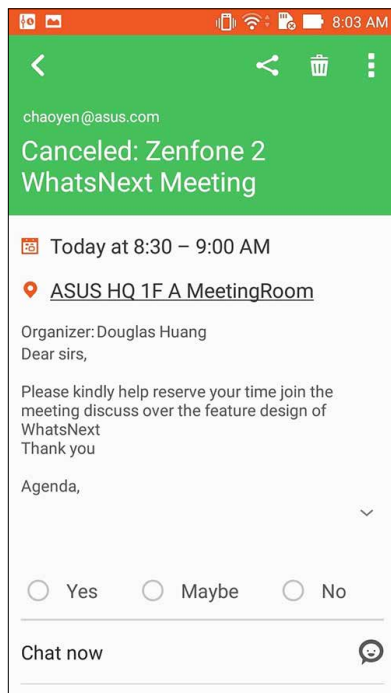 8:03 AM
chaoyen@asus.com
Canceled: Zenfone 2
WhatsNext Meeting
Today at 8:30 – 9:00 AM
ASUS HQ 1F A MeetingRoom
Organizer: Douglas Huang
Dear sirs,
Please kindly help reserve your time join the
meeting discuss over the feature design of
WhatsNext
Thank you
Agenda,
Yes Maybe No
Chat now